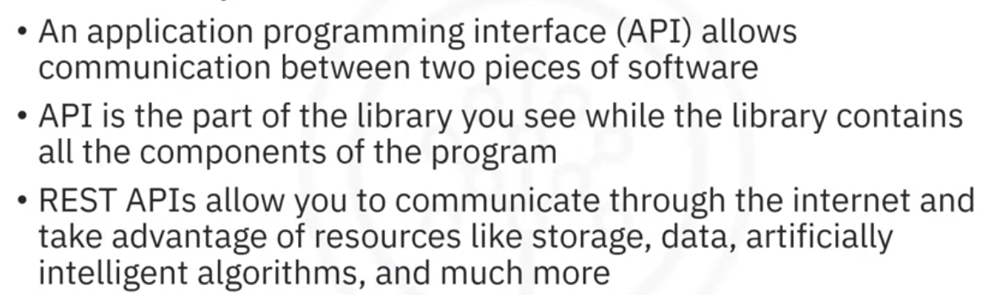 • An application programming interface (API) allows
communication between two pieces of software
• API is the part of the library you see while the library contains
all the components of the program
• REST APIs allow you to communicate through the internet and
take advantage of resources like storage, data, artificially
intelligent algorithms, and much more